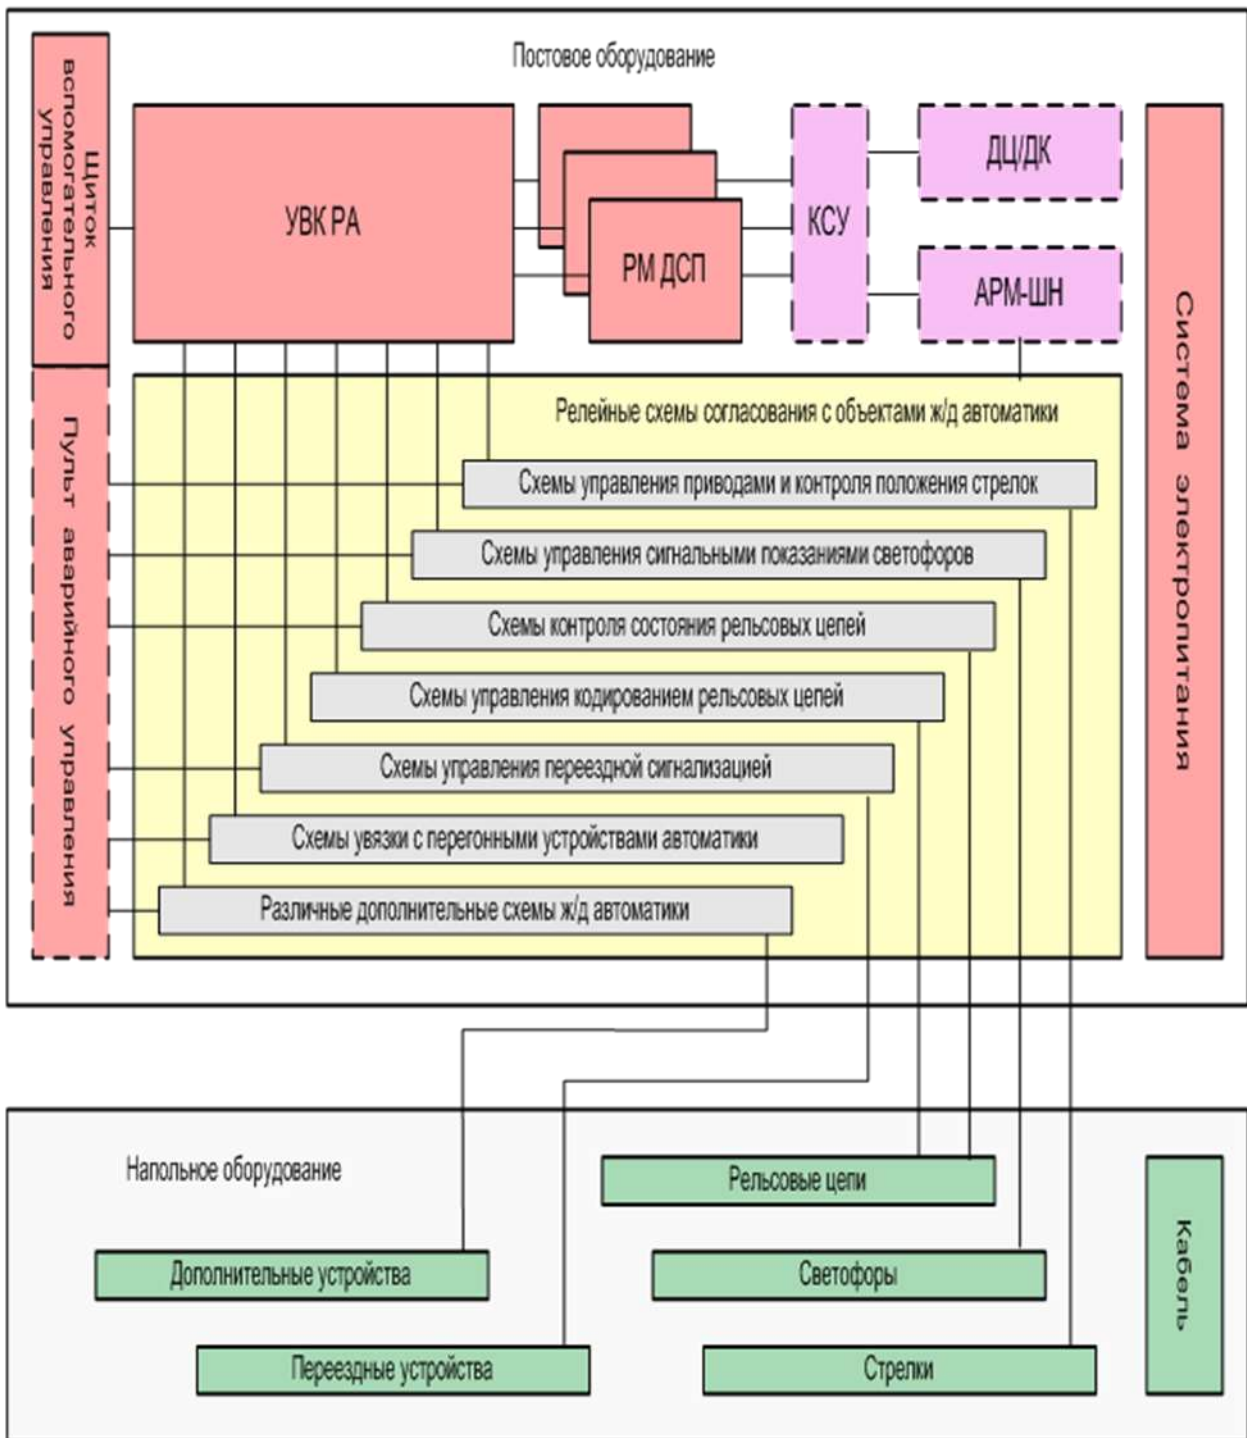 Постовое оборудование
Щиток
вспомогательного
управления
УВК РА
РМ ДСП
КСУ
ДЦ/ДК
АРМ-ШН
Система электропитания
Пульт аварийного управления
Релейные схемы согласования с объектами ж/д автоматики
Схемы управления приводами и контроля положения стрелок
Схемы управления сигнальными показаниями светофоров
Схемы контроля состояния рельсовых цепей
Схемы управления кодированием рельсовых цепей
Схемы управления переездной сигнализацией
Схемы увязки с перегонными устройствами автоматики
Различные дополнительные схемы ж/д автоматики
Напольное оборудование
Рельсовые цепи
Дополнительные устройства
Светофоры
Переездные устройства
Стрелки
Кабель